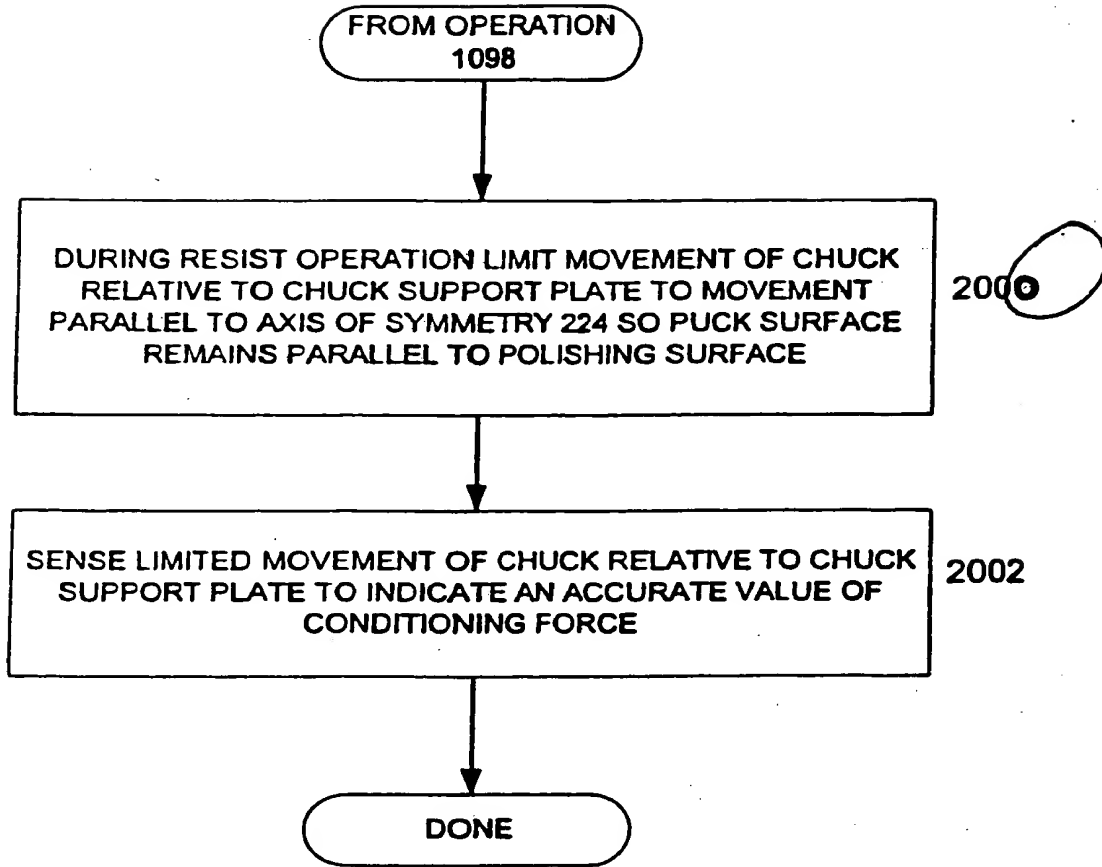 FROM OPERATION
1098
DURING RESIST OPERATION LIMIT MOVEMENT OF CHUCK
RELATIVE TO CHUCK SUPPORT PLATE TO MOVEMENT
PARALLEL TO AXIS OF SYMMETRY 224 SO PUCK SURFACE
REMAINS PARALLEL TO POLISHING SURFACE
2000
SENSE LIMITED MOVEMENT OF CHUCK RELATIVE TO CHUCK
SUPPORT PLATE TO INDICATE AN ACCURATE VALUE OF
CONDITIONING FORCE
2002
DONE